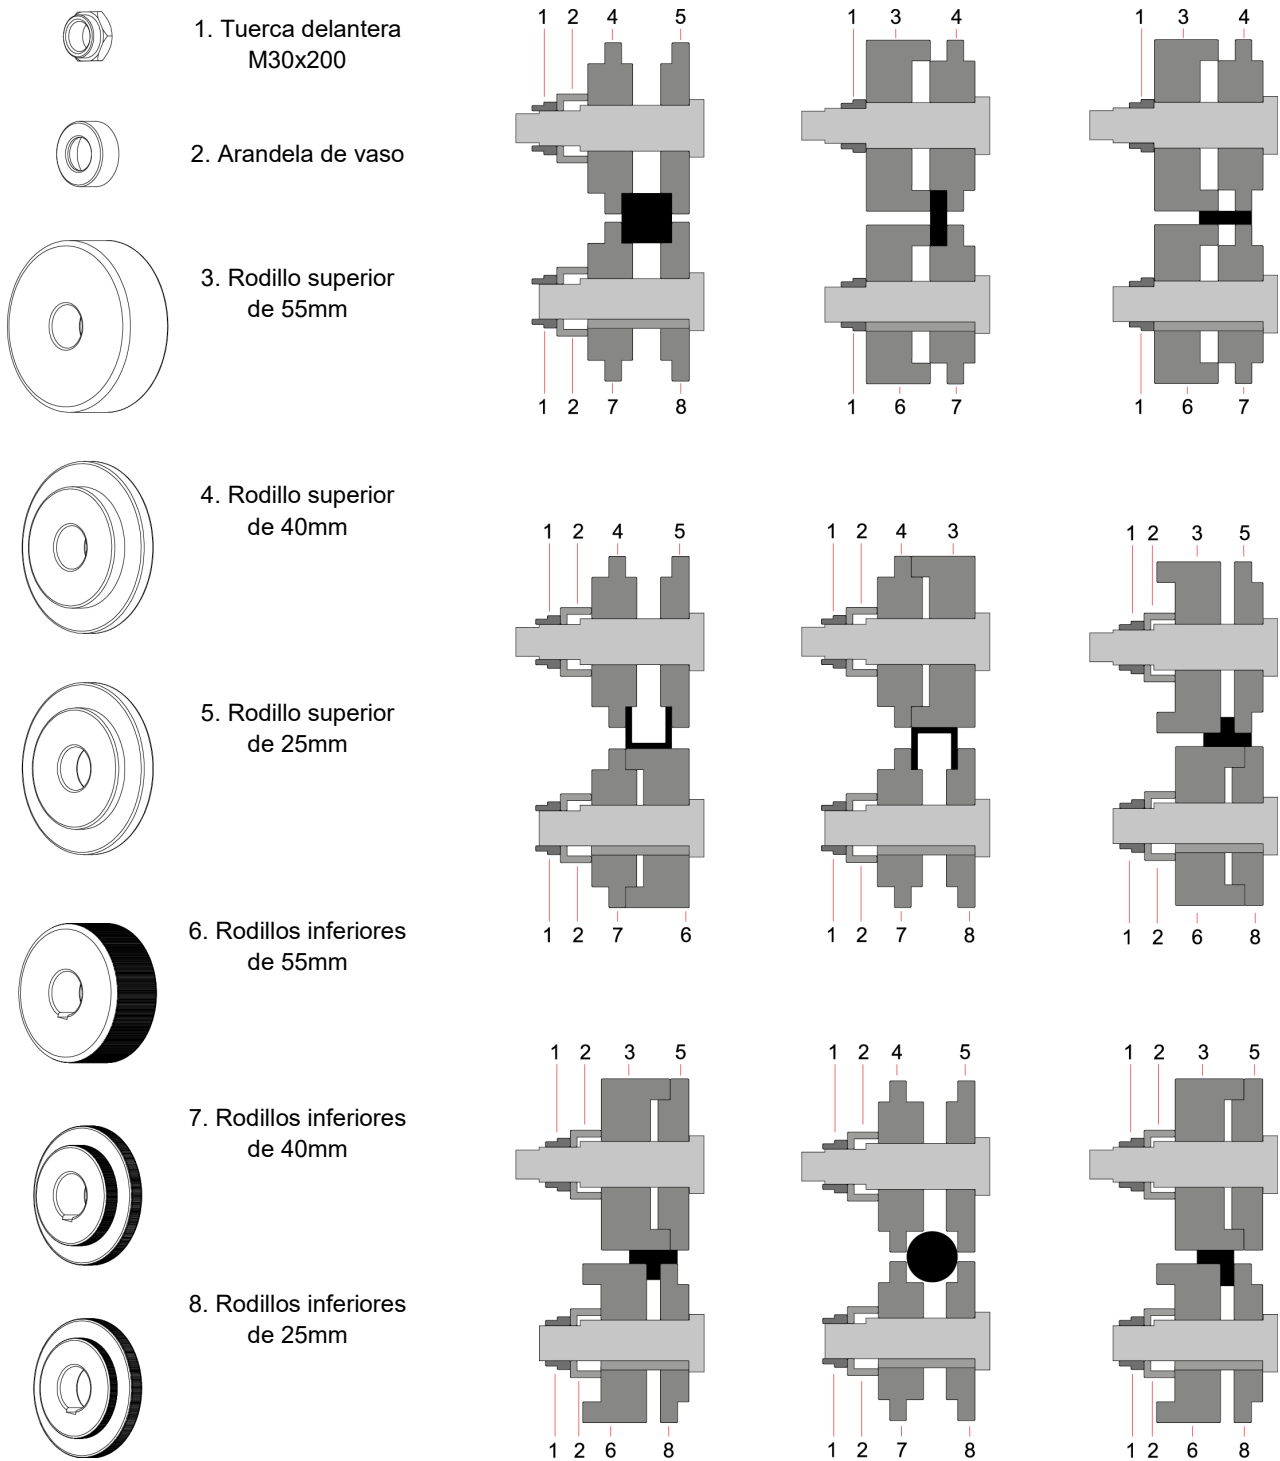 1. Tuerca delantera
M30x200
2. Arandela de vaso
3. Rodillo superior
de 55mm
4. Rodillo superior
de 40mm
5. Rodillo superior
de 25mm
6. Rodillos inferiores
de 55mm
7. Rodillos inferiores
de 40mm
8. Rodillos inferiores
de 25mm
1 2 4 5
1 2 7 8
1 3 4
1 6 7
1 3 4
1 6 7
1 2 4 5
1 2 7 6
1 2 4 3
1 2 7 8
1 2 3 5
1 2 6 8
1 2 3 5
1 2 6 8
1 2 4 5
1 2 7 8
1 2 3 5
1 2 6 8